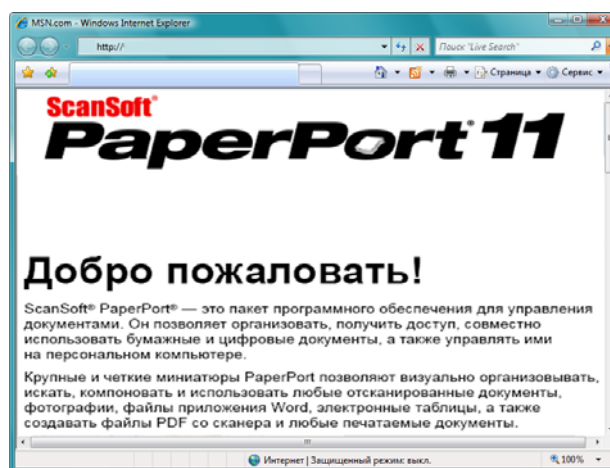 MSN.com - Windows Internet Explorer
http://
Поиск "Live Search"
Страница
Сервис
ScanSoft®
PaperPort® 11
Добро пожаловать!
ScanSoft® PaperPort® — это пакет программного обеспечения для управления
документами. Он позволяет организовать, получить доступ, совместно
использовать бумажные и цифровые документы, а также управлять ими
на персональном компьютере.
Крупные и четкие миниатюры PaperPort позволяют визуально организовывать,
искать, компоновать и использовать любые отсканированные документы,
фотографии, файлы приложения Word, электронные таблицы, а также
создавать файлы PDF со сканера и любые печатаемые документы.
Интернет | Защищенный режим: выкл.
100%